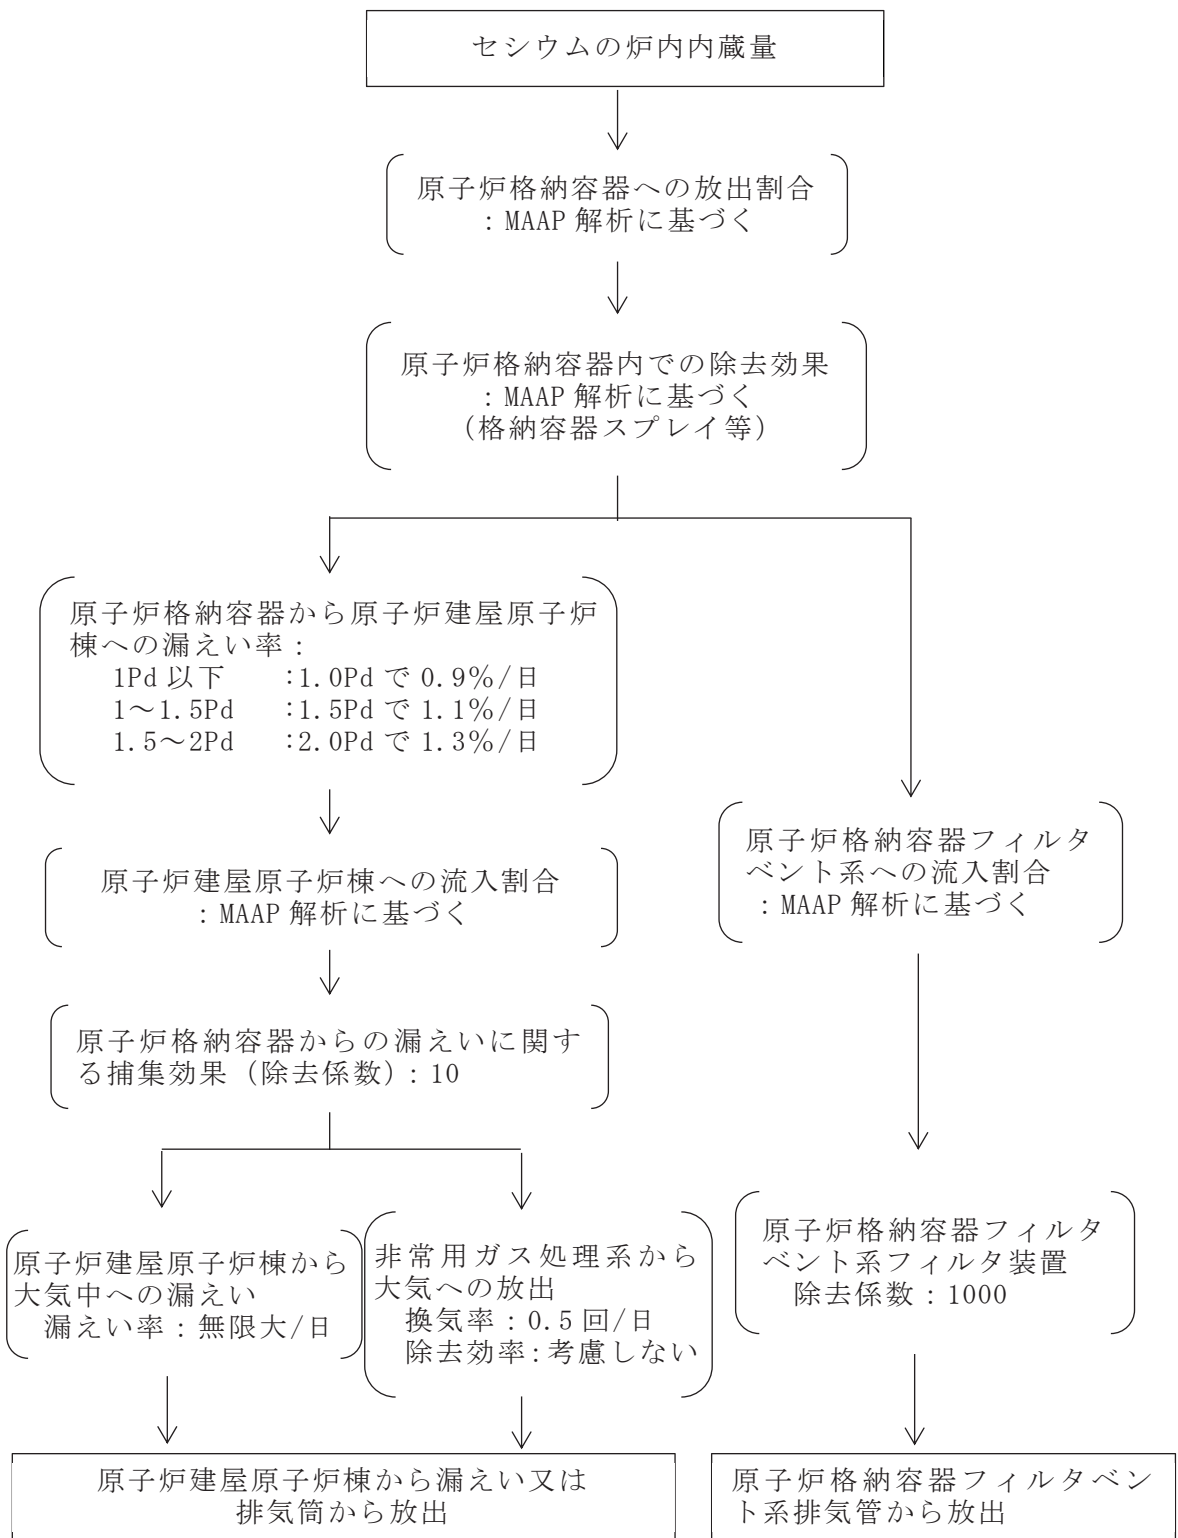 セシウムの炉内内蔵量
原子炉格納容器への放出割合
：MAAP 解析に基づく
原子炉格納容器内での除去効果
：MAAP 解析に基づく
（格納容器スプレイ等）
原子炉格納容器から原子炉建屋原子炉
棟への漏えい率：
1Pd 以下　：1.0Pd で 0.9％/日
1～1.5Pd　：1.5Pd で 1.1％/日
1.5～2Pd　：2.0Pd で 1.3％/日
原子炉建屋原子炉棟への流入割合
：MAAP 解析に基づく
原子炉格納容器からの漏えいに関す
る捕集効果（除去係数）：10
原子炉建屋原子炉棟から
大気中への漏えい
漏えい率：無限大/日
非常用ガス処理系から
大気への放出
換気率：0.5 回/日
除去効率：考慮しない
原子炉建屋原子炉棟から漏えい又は
排気筒から放出
原子炉格納容器フィルタ
ベント系への流入割合
：MAAP 解析に基づく
原子炉格納容器フィルタ
ベント系フィルタ装置
除去係数：1000
原子炉格納容器フィルタベン
ト系排気管から放出